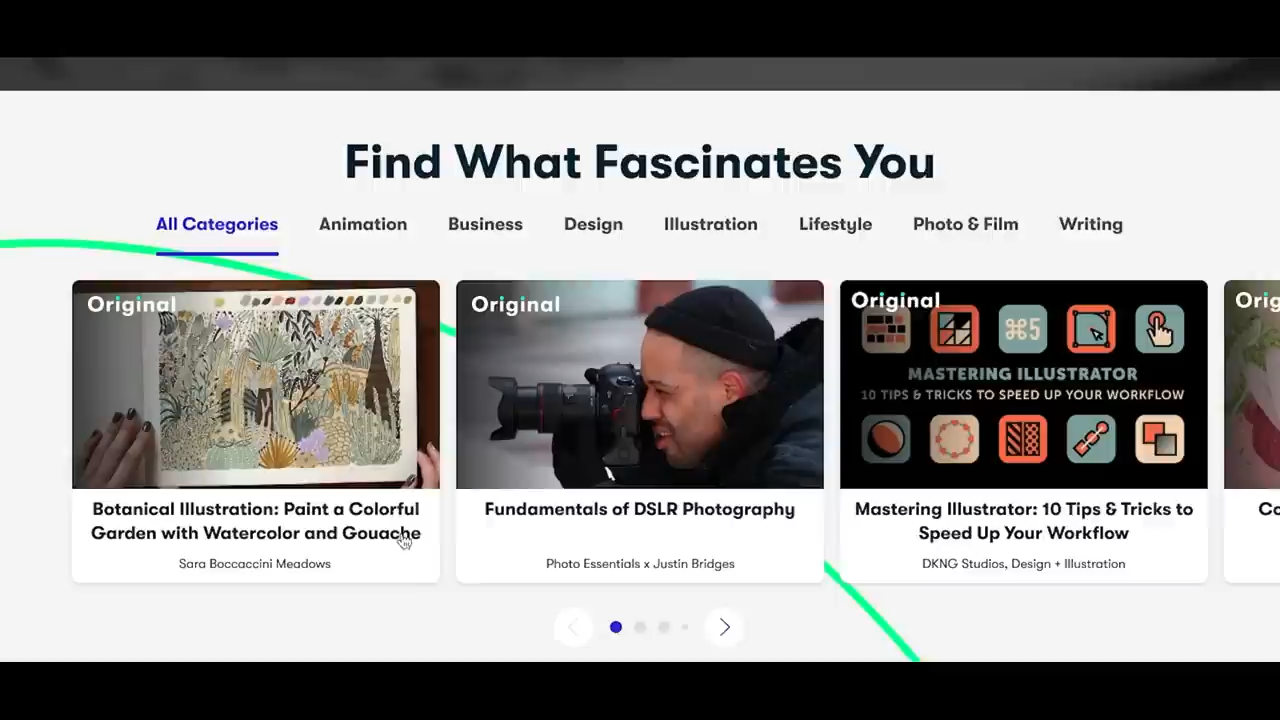 Find What Fascinates You
All Categories Animation Business Design Illustration Lifestyle Photo & Film Writing
Original
Botanical Illustration: Paint a Colorful
Garden with Watercolor and Gouache
Sara Boccaccini Meadows
Original
Fundamentals of DSLR Photography
Photo Essentials x Justin Bridges
Original
⌘5
MASTERING ILLUSTRATOR
10 TIPS & TRICKS TO SPEED UP YOUR WORKFLOW
Mastering Illustrator: 10 Tips & Tricks to
Speed Up Your Workflow
DKNG Studios, Design + Illustration